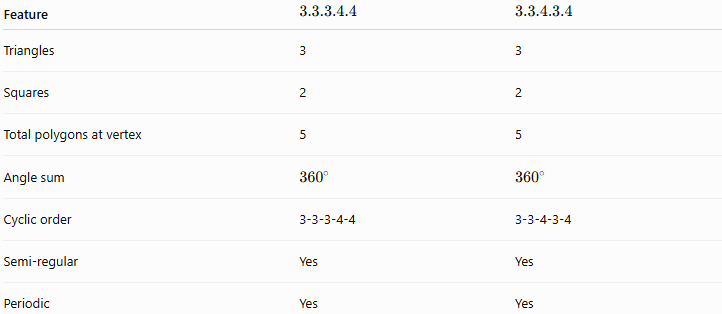 Feature 3.3.3.4.4 3.3.4.3.4
Triangles 3 3
Squares 2 2
Total polygons at vertex 5 5
Angle sum 360° 360°
Cyclic order 3-3-3-4-4 3-3-4-3-4
Semi-regular Yes Yes
Periodic Yes Yes